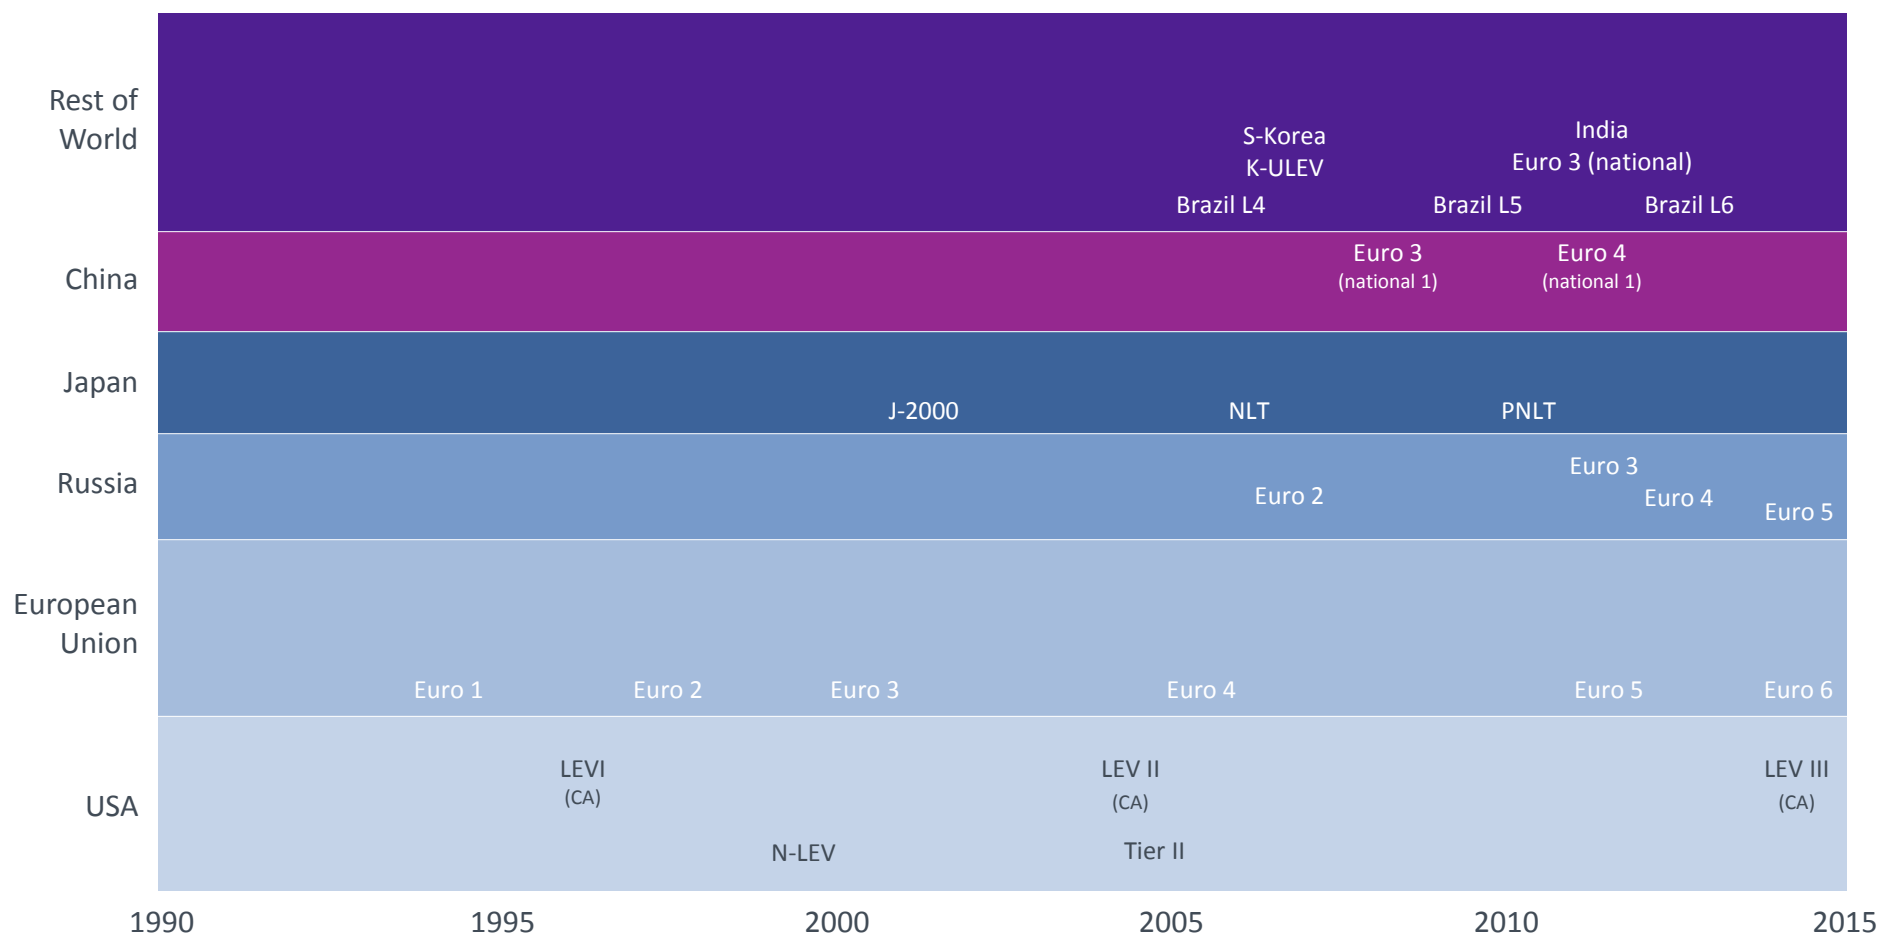 Rest of
World
S-Korea
K-ULEV
India
Euro 3 (national)
Brazil L4
Brazil L5
Brazil L6
China
Euro 3
(national 1)
Euro 4
(national 1)
Japan
J-2000
NLT
PNLT
Russia
Euro 2
Euro 3
Euro 4
Euro 5
European
Union
Euro 1
Euro 2
Euro 3
Euro 4
Euro 5
Euro 6
USA
LEVI
(CA)
LEV II
(CA)
LEV III
(CA)
N-LEV
Tier II
1990
1995
2000
2005
2010
2015